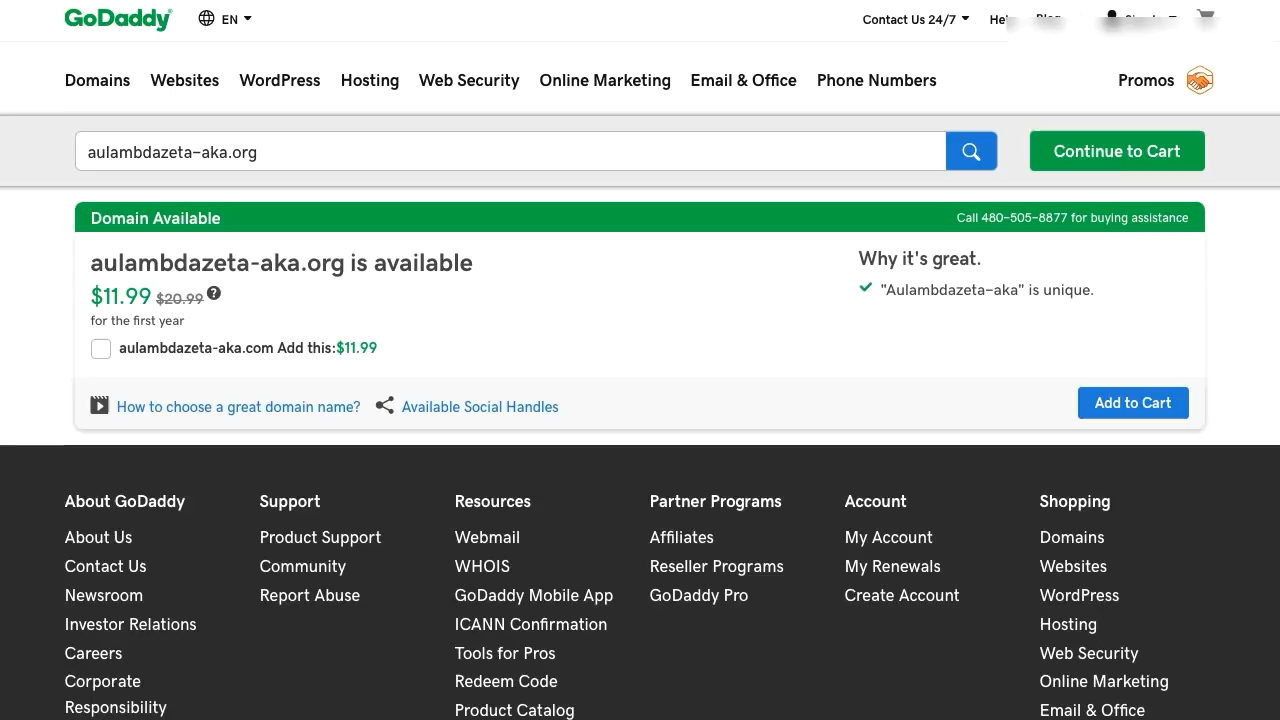 GoDaddy EN Contact Us 24/7
Domains Websites WordPress Hosting Web Security Online Marketing Email & Office Phone Numbers Promos
aulambdazeta-aka.org Continue to Cart
Domain Available Call 480-505-8877 for buying assistance
aulambdazeta-aka.org is available
Why it's great.
$11.99 $20.99 ?
"Aulambdazeta-aka" is unique.
for the first year
aulambdazeta-aka.com Add this:$11.99
How to choose a great domain name? Available Social Handles Add to Cart
About GoDaddy Support Resources Partner Programs Account Shopping
About Us Product Support Webmail Affiliates My Account Domains
Contact Us Community WHOIS Reseller Programs My Renewals Websites
Newsroom Report Abuse GoDaddy Mobile App GoDaddy Pro Create Account WordPress
Investor Relations ICANN Confirmation Hosting
Careers Tools for Pros Web Security
Corporate Redeem Code Online Marketing
Responsibility Product Catalog Email & Office